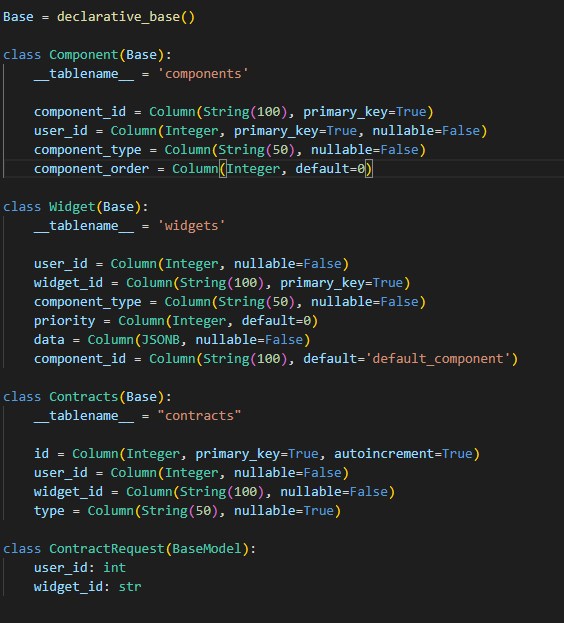 Base = declarative_base()
class Component(Base):
__tablename__ = 'components'
component_id = Column(String(100), primary_key=True)
user_id = Column(Integer, primary_key=True, nullable=False)
component_type = Column(String(50), nullable=False)
component_order = Column(Integer, default=0)
class Widget(Base):
__tablename__ = 'widgets'
user_id = Column(Integer, nullable=False)
widget_id = Column(String(100), primary_key=True)
component_type = Column(String(50), nullable=False)
priority = Column(Integer, default=0)
data = Column(JSONB, nullable=False)
component_id = Column(String(100), default='default_component')
class Contracts(Base):
__tablename__ = "contracts"
id = Column(Integer, primary_key=True, autoincrement=True)
user_id = Column(Integer, nullable=False)
widget_id = Column(String(100), nullable=False)
type = Column(String(50), nullable=True)
class ContractRequest(BaseModel):
user_id: int
widget_id: str